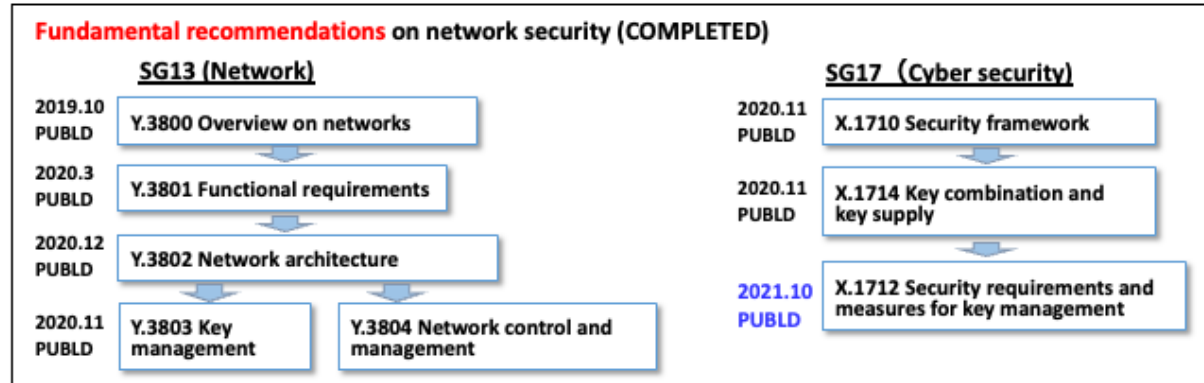 Fundamental recommendations on network security (COMPLETED)
SG13 (Network)
2019.10
PUBLD
Y.3800 Overview on networks
2020.3
PUBLD
Y.3801 Functional requirements
2020.12
PUBLD
Y.3802 Network architecture
2020.11
PUBLD
Y.3803 Key
management
Y.3804 Network control and
management
SG17（Cyber security)
2020.11
PUBLD
X.1710 Security framework
2020.11
PUBLD
X.1714 Key combination and
key supply
2021.10
PUBLD
X.1712 Security requirements and
measures for key management